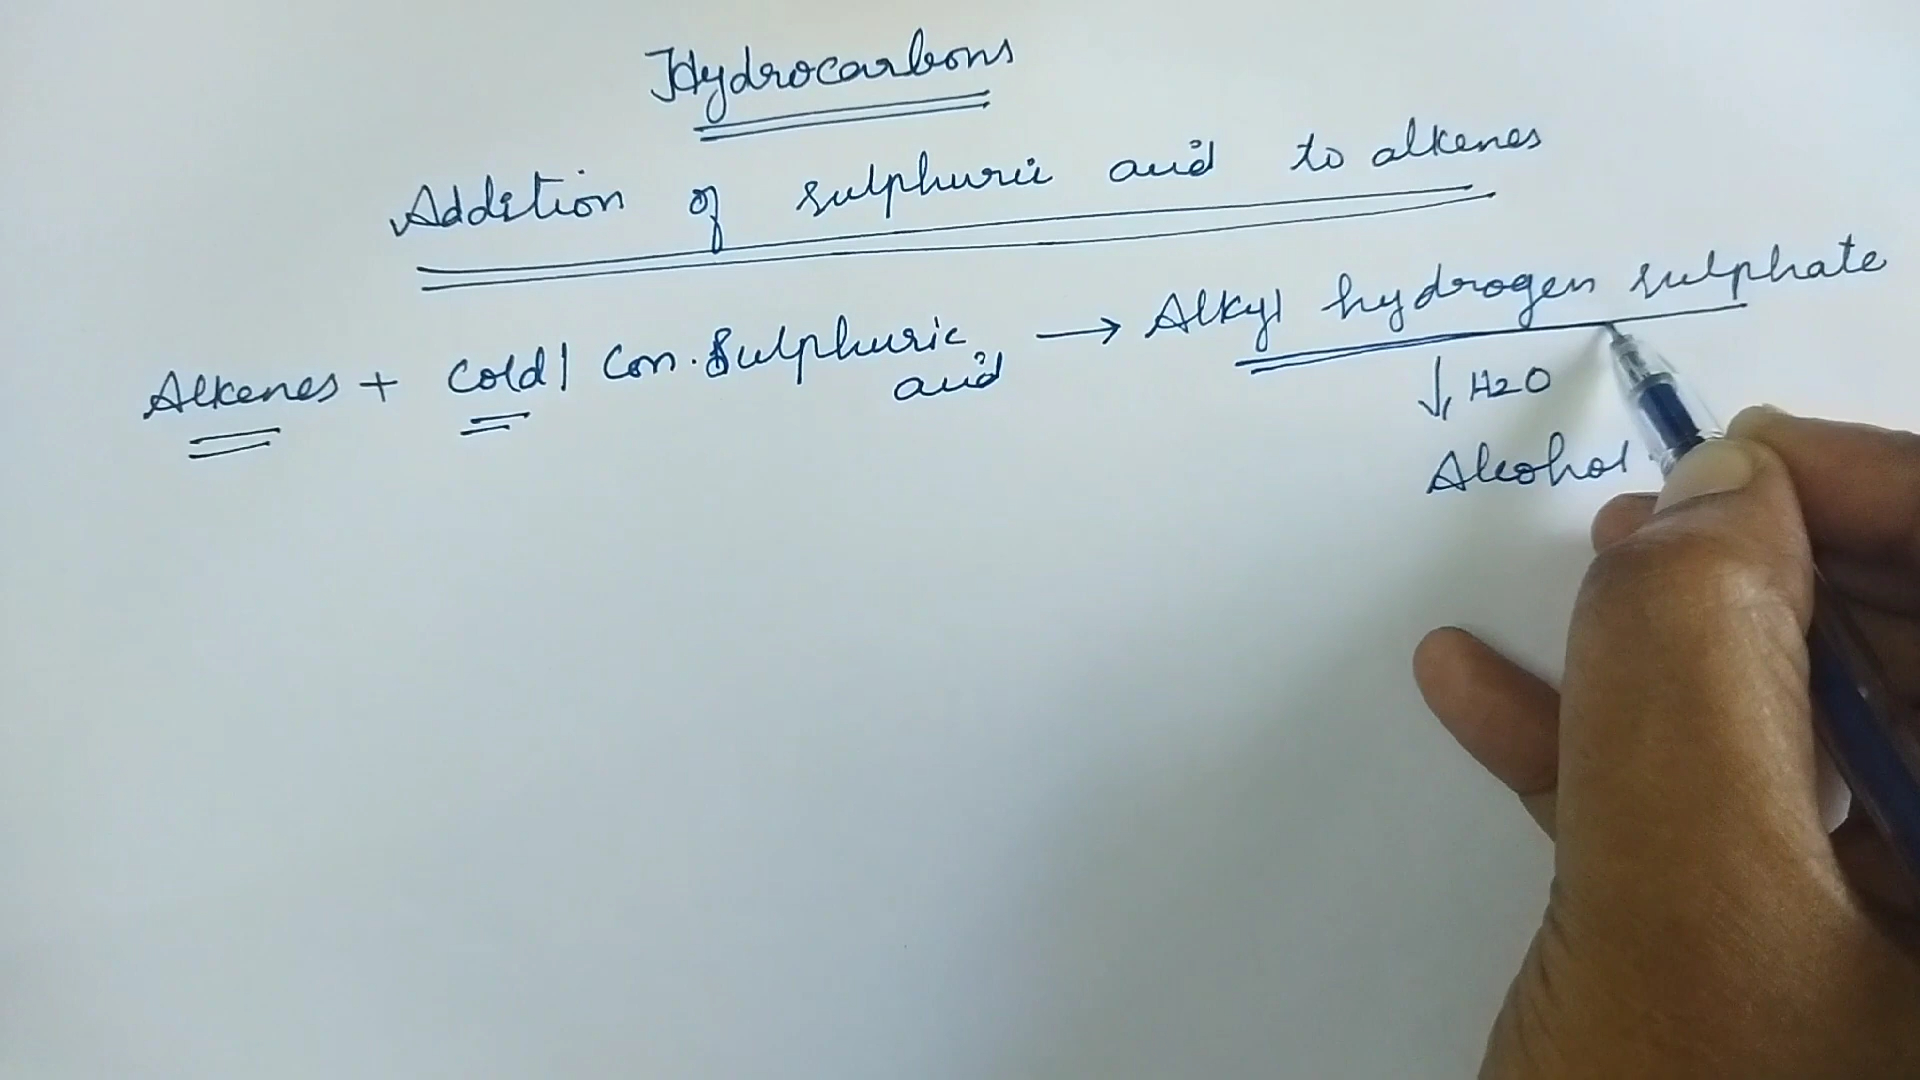 Hydrocarbons
Addition of sulphuric acid to alkenes
Alkenes + Cold| Con. Sulphuric acid → Alkyl hydrogen sulphate
↓ H2O
Alcohol